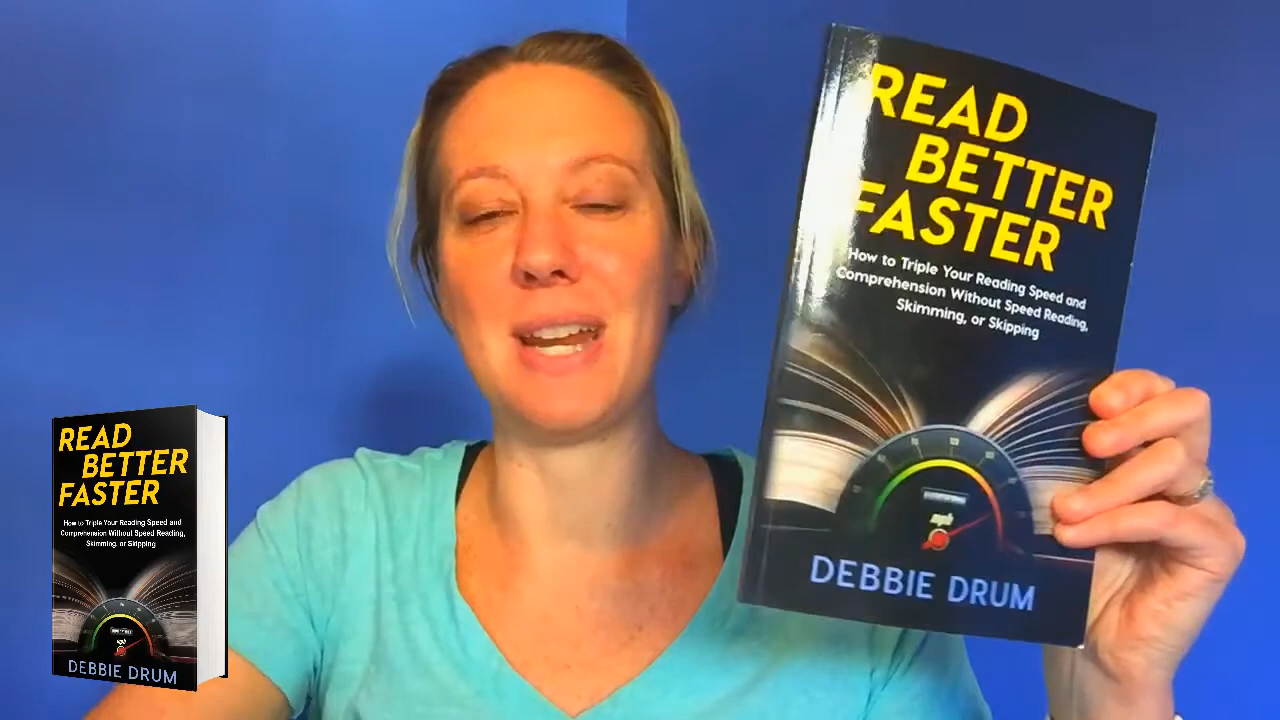 READ
BETTER
FASTER
How to Triple Your Reading Speed and
Comprehension Without Speed Reading,
Skimming, or Skipping
mph
DEBBIE DRUM
READ
BETTER
FASTER
How to Triple Your Reading Speed and
Comprehension Without Speed Reading,
Skimming, or Skipping
mph
DEBBIE DRUM